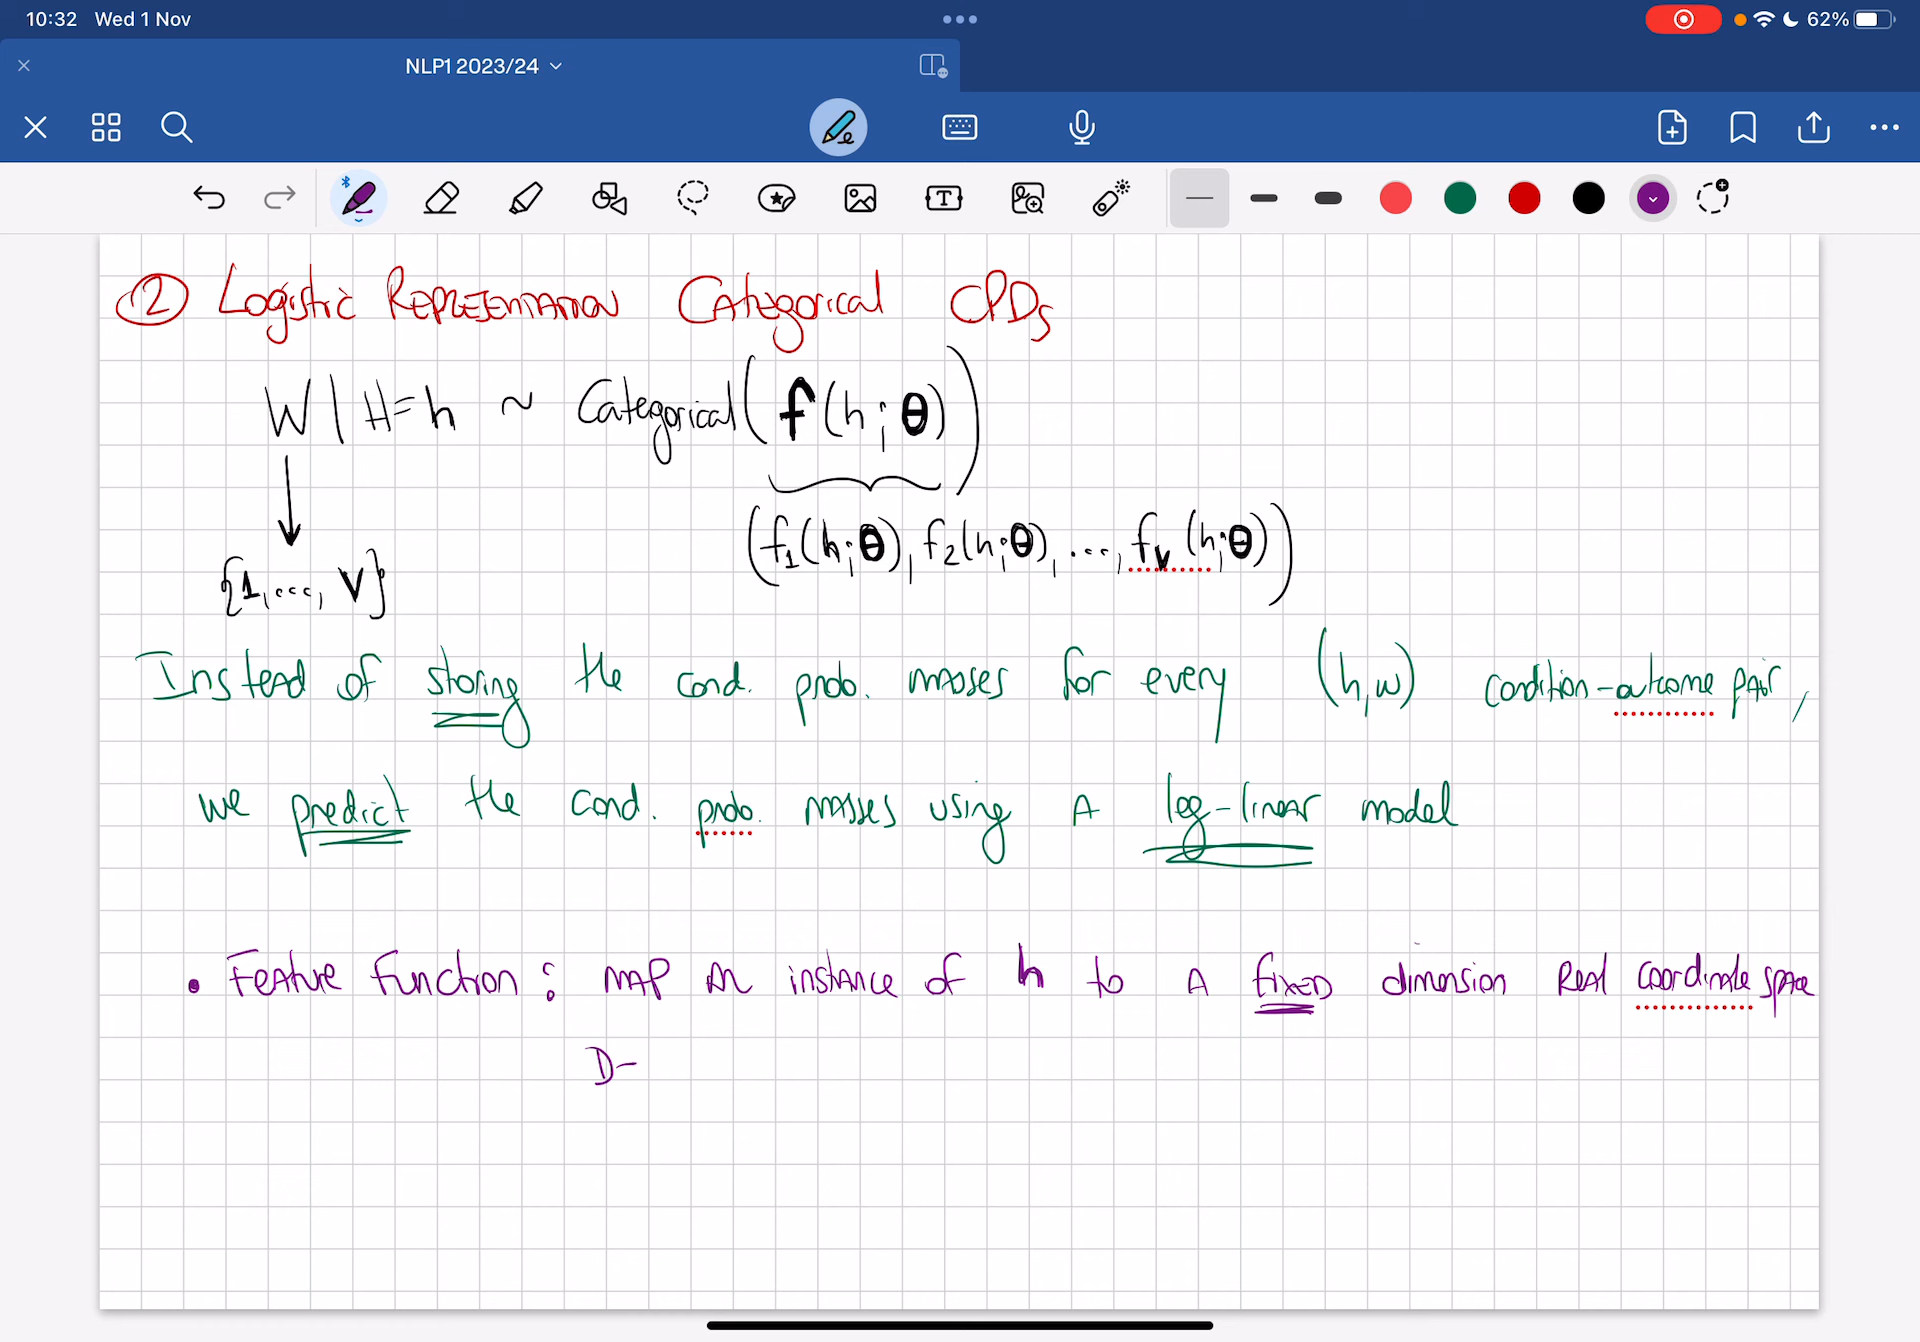 10:32 Wed 1 Nov
62%
NLP1 2023/24
② Logistic Representation Categorical CPDs
W | H=h ~ Categorical(f(h;θ))
(f₁(h;θ), f₂(h;θ), ..., fᵥ(h;θ))
{1, ..., V}
Instead of storing the cond. prob. masses for every (h,w) condition-outcome pair,
we predict the cond. prob. masses using a log-linear model
• Feature function: map an instance of h to a fixed dimension real coordinate space
D-